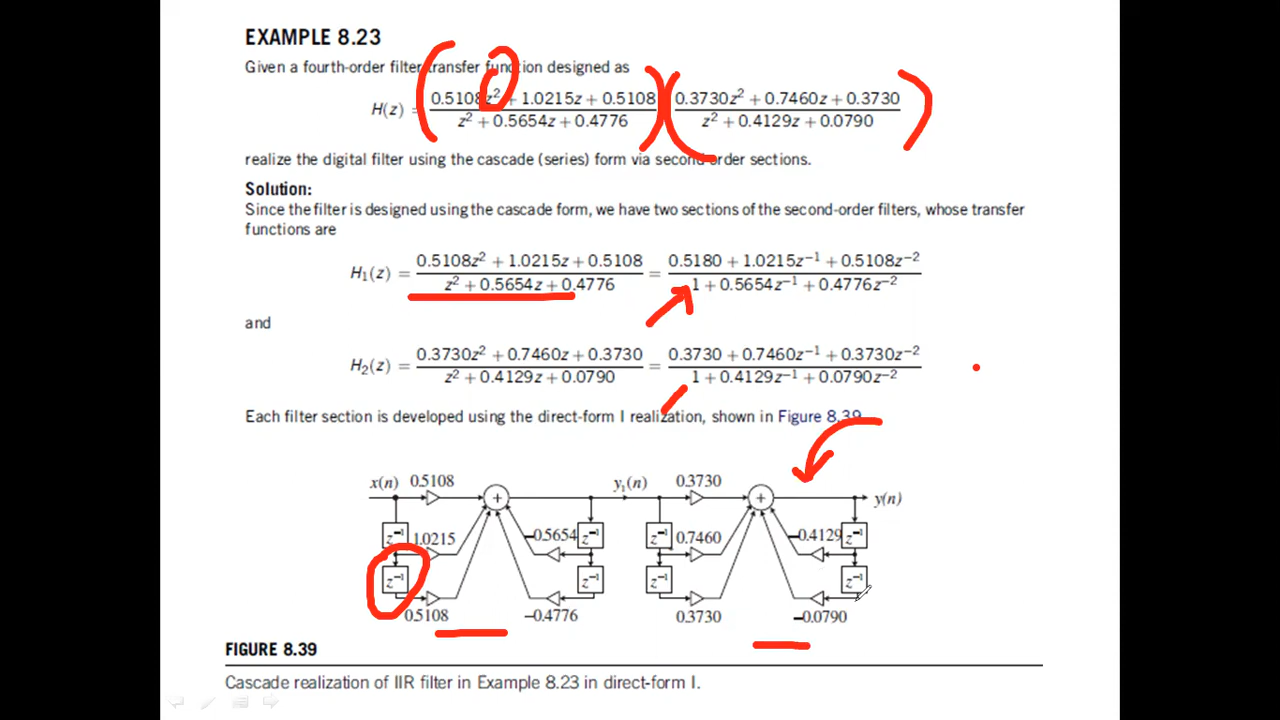 EXAMPLE 8.23
Given a fourth-order filter transfer function designed as
H(z) = (0.5108z² + 1.0215z + 0.5108)/(z² + 0.5654z + 0.4776) (0.3730z² + 0.7460z + 0.3730)/(z² + 0.4129z + 0.0790)
realize the digital filter using the cascade (series) form via second-order sections.
Solution:
Since the filter is designed using the cascade form, we have two sections of the second-order filters, whose transfer
functions are
H₁(z) = (0.5108z² + 1.0215z + 0.5108)/(z² + 0.5654z + 0.4776) = (0.5180 + 1.0215z⁻¹ + 0.5108z⁻²)/(1 + 0.5654z⁻¹ + 0.4776z⁻²)
and
H₂(z) = (0.3730z² + 0.7460z + 0.3730)/(z² + 0.4129z + 0.0790) = (0.3730 + 0.7460z⁻¹ + 0.3730z⁻²)/(1 + 0.4129z⁻¹ + 0.0790z⁻²)
Each filter section is developed using the direct-form I realization, shown in Figure 8.39.
x(n) 0.5108 + y₁(n) 0.3730 + y(n)
z⁻¹ 1.0215 −0.5654 z⁻¹ z⁻¹ 0.7460 −0.4129 z⁻¹
z⁻¹ z⁻¹ z⁻¹ z⁻¹
0.5108 −0.4776 0.3730 −0.0790
FIGURE 8.39
Cascade realization of IIR filter in Example 8.23 in direct-form I.